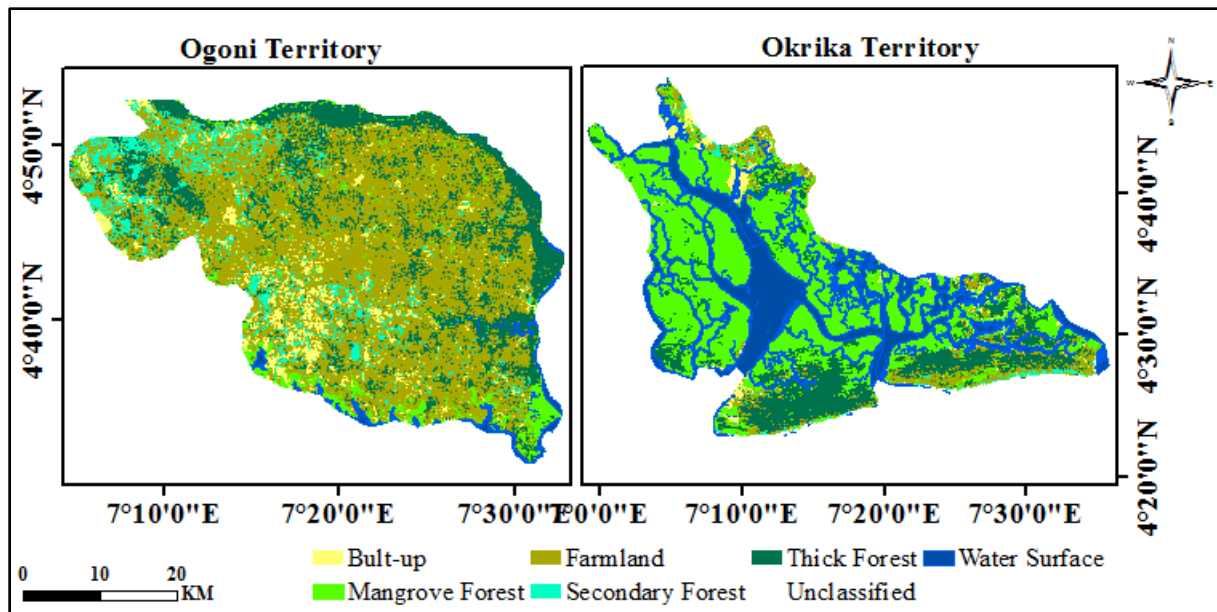 Ogoni Territory
Okrika Territory
N
W
E
S
4°50'0"N
4°40'0"N
4°40'0"N
4°30'0"N
4°20'0"N
7°10'0"E
7°20'0"E
7°30'0"E
7°0'0"E
7°10'0"E
7°20'0"E
7°30'0"E
0 10 20
KM
Bult-up
Farmland
Thick Forest
Water Surface
Mangrove Forest
Secondary Forest
Unclassified